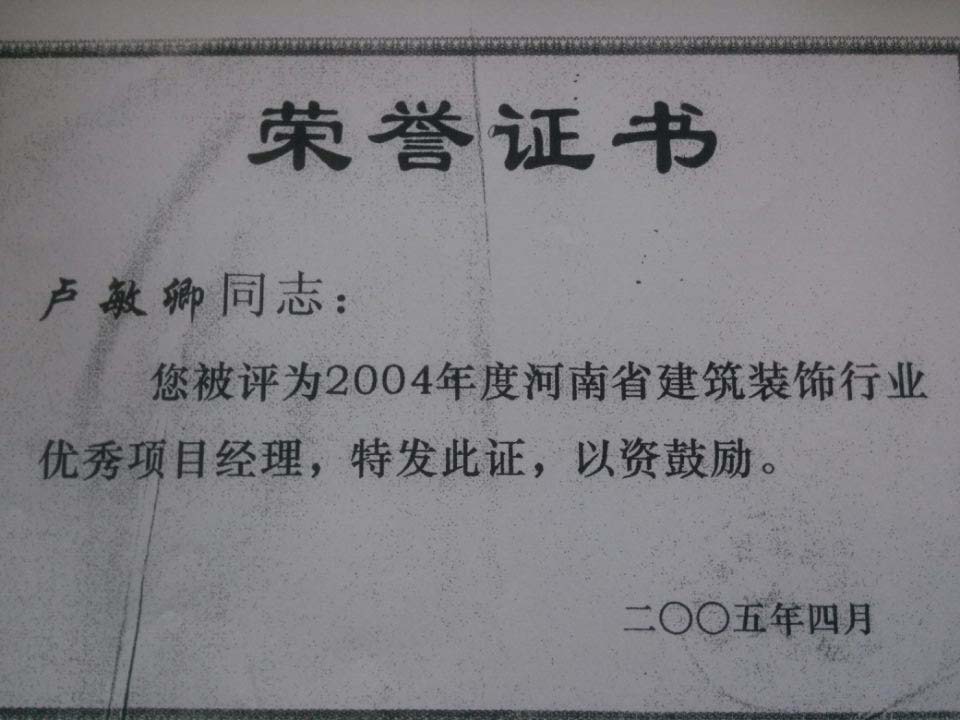 荣誉证书
卢敏卿同志：
您被评为2004年度河南省建筑装饰行业
优秀项目经理，特发此证，以资鼓励。
二〇〇五年四月